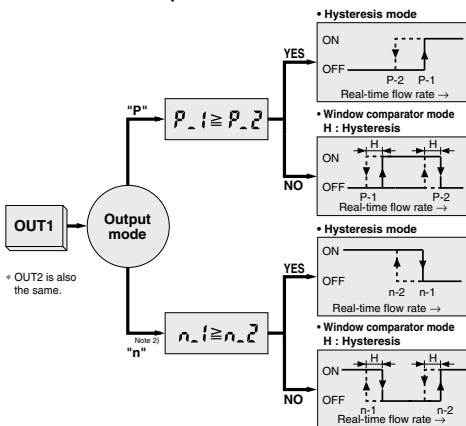 • Hysteresis mode
ON
OFF
P-2 P-1
Real-time flow rate →
YES
"P"
P_1 ≧ P_2
• Window comparator mode
H : Hysteresis
H H
ON
OFF
P-1 P-2
Real-time flow rate →
NO
OUT1
Output
mode
∗ OUT2 is also
the same.
• Hysteresis mode
ON
OFF
n-2 n-1
Real-time flow rate →
YES
Note 2)
"n"
n_1≧n_2
• Window comparator mode
H : Hysteresis
H H
ON
OFF
n-1 n-2
Real-time flow rate →
NO